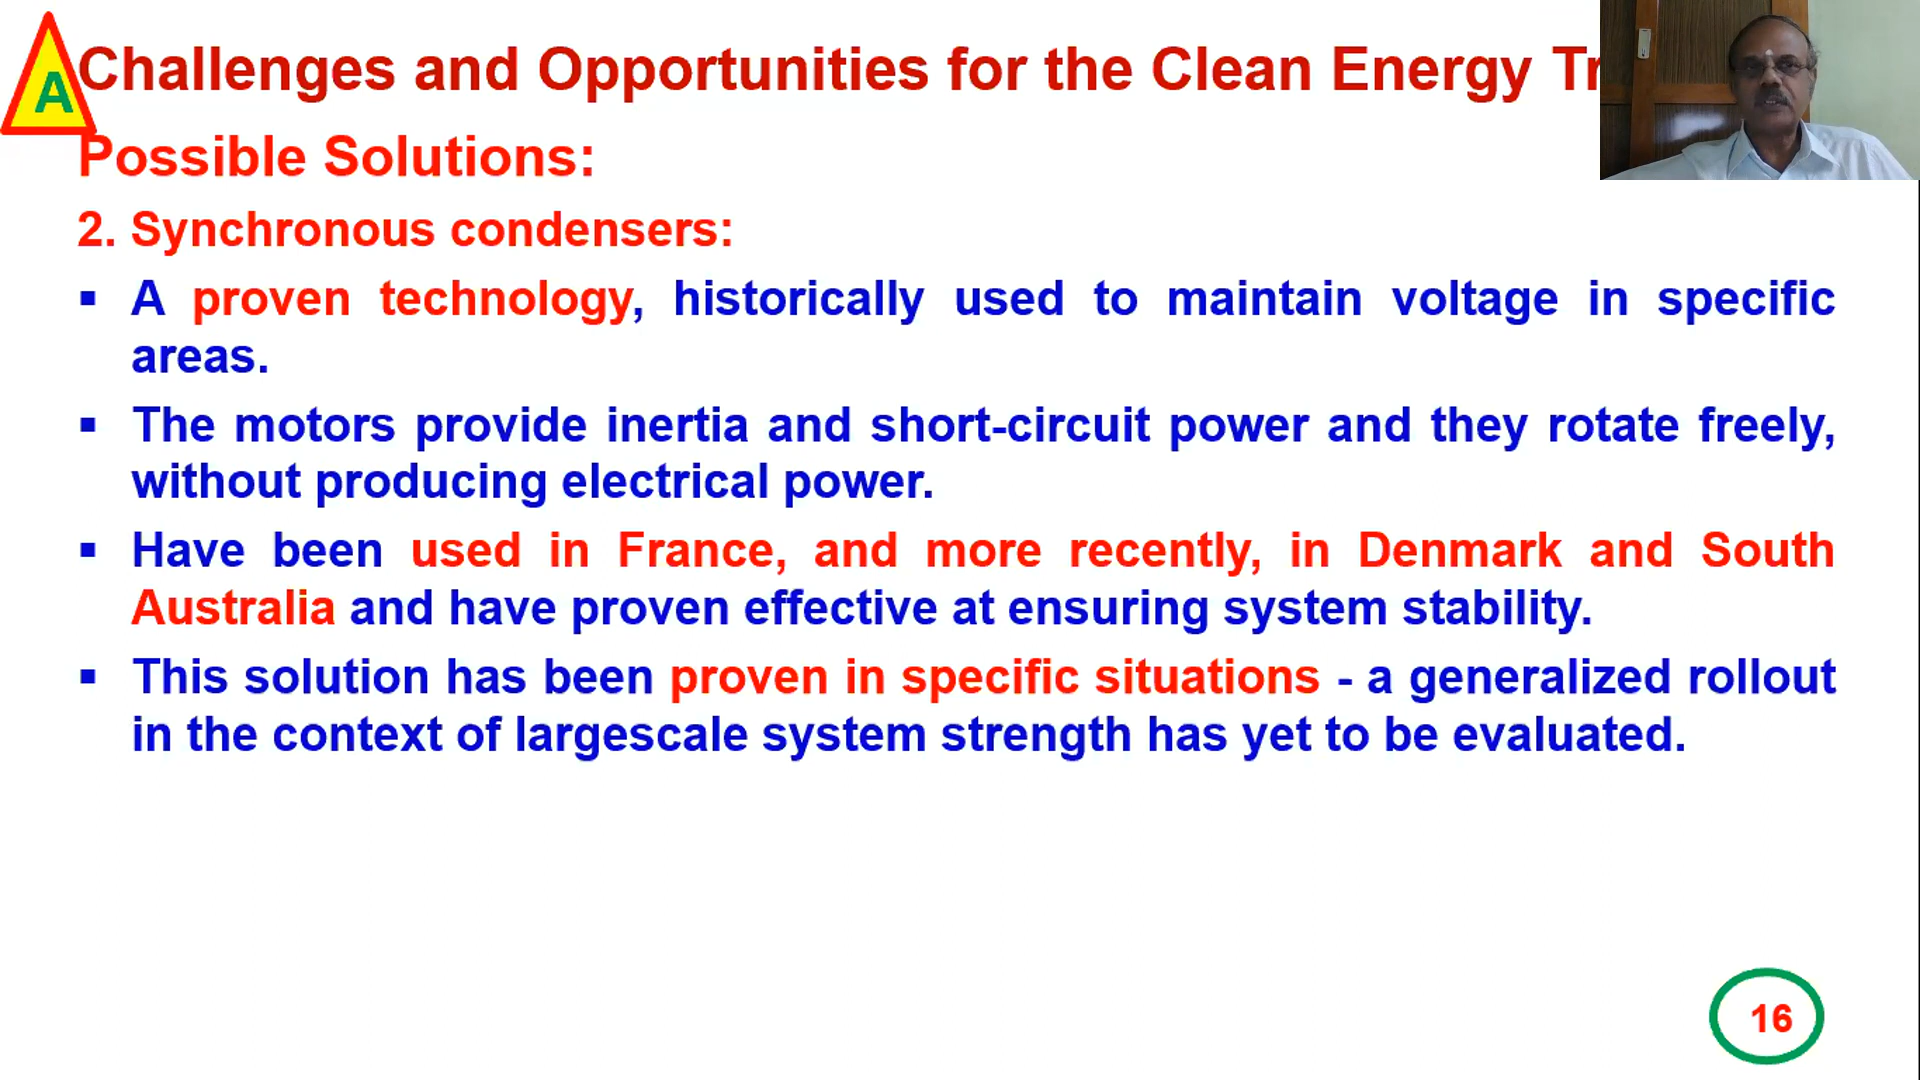 A
Challenges and Opportunities for the Clean Energy
Possible Solutions:
2. Synchronous condensers:
▪ A proven technology, historically used to maintain voltage in specific
areas.
▪ The motors provide inertia and short-circuit power and they rotate freely,
without producing electrical power.
▪ Have been used in France, and more recently, in Denmark and South
Australia and have proven effective at ensuring system stability.
▪ This solution has been proven in specific situations - a generalized rollout
in the context of largescale system strength has yet to be evaluated.
16